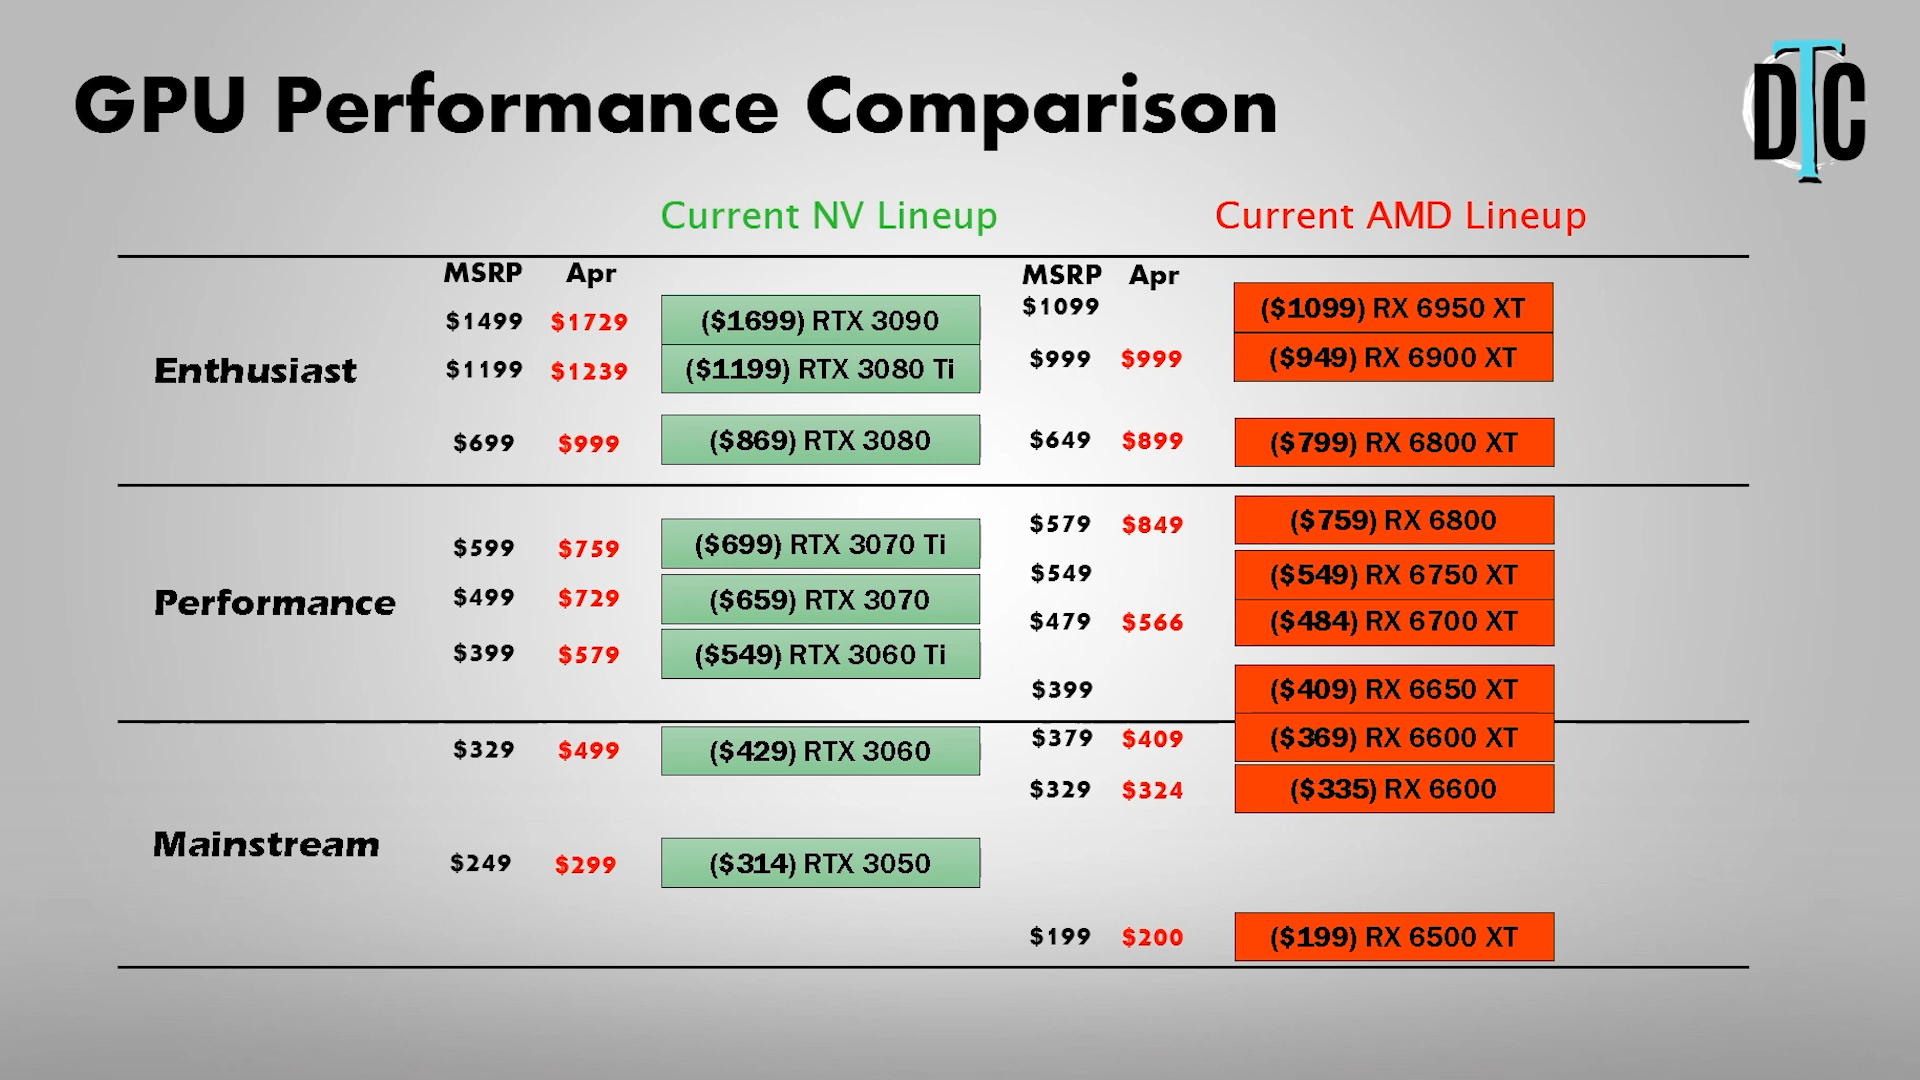 GPU Performance Comparison
DTC
Current NV Lineup
Current AMD Lineup
MSRP Apr
MSRP Apr
Enthusiast
$1499 $1729 ($1699) RTX 3090
$1199 $1239 ($1199) RTX 3080 Ti
$699 $999 ($869) RTX 3080
$1099 ($1099) RX 6950 XT
$999 $999 ($949) RX 6900 XT
$649 $899 ($799) RX 6800 XT
Performance
$599 $759 ($699) RTX 3070 Ti
$499 $729 ($659) RTX 3070
$399 $579 ($549) RTX 3060 Ti
$579 $849 ($759) RX 6800
$549 ($549) RX 6750 XT
$479 $566 ($484) RX 6700 XT
$399 ($409) RX 6650 XT
Mainstream
$329 $499 ($429) RTX 3060
$249 $299 ($314) RTX 3050
$379 $409 ($369) RX 6600 XT
$329 $324 ($335) RX 6600
$199 $200 ($199) RX 6500 XT